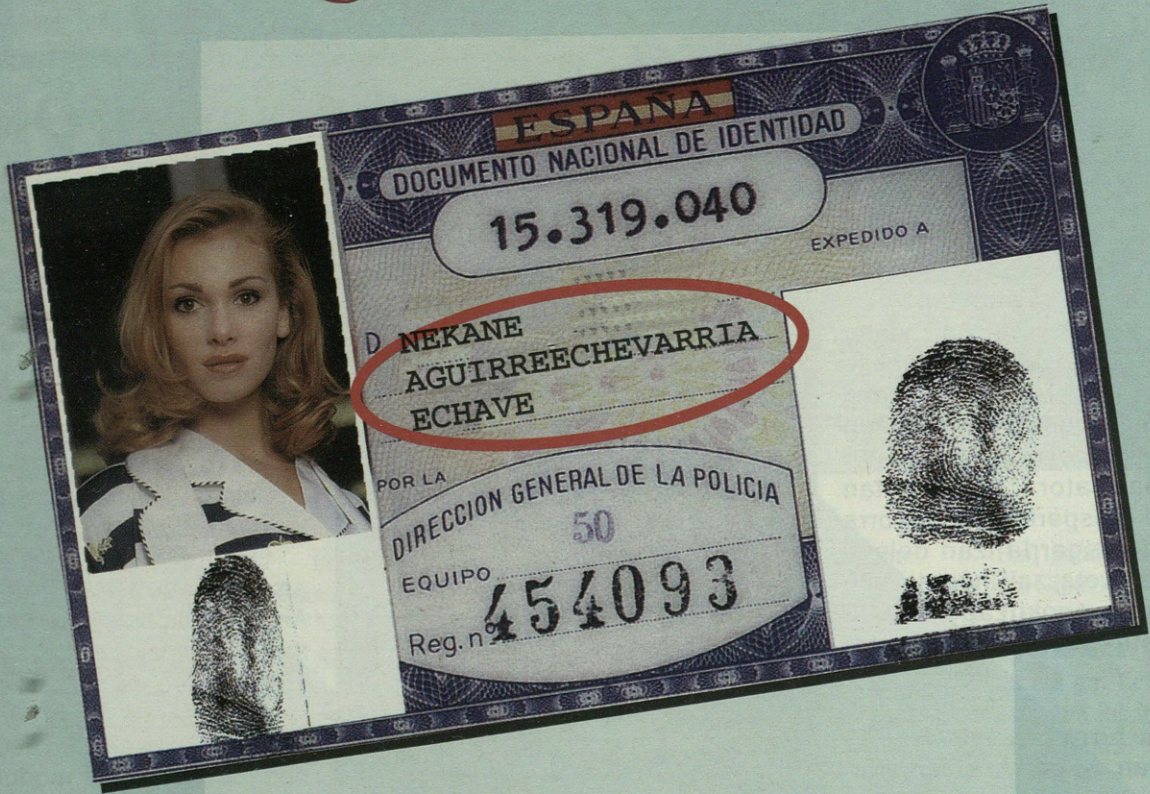 ESPAÑA
DOCUMENTO NACIONAL DE IDENTIDAD
15.319.040
EXPEDIDO A
D NEKANE
AGUIRREECHEVARRIA
ECHAVE
POR LA
DIRECCION GENERAL DE LA POLICIA
50
EQUIPO
454093
Reg. nº